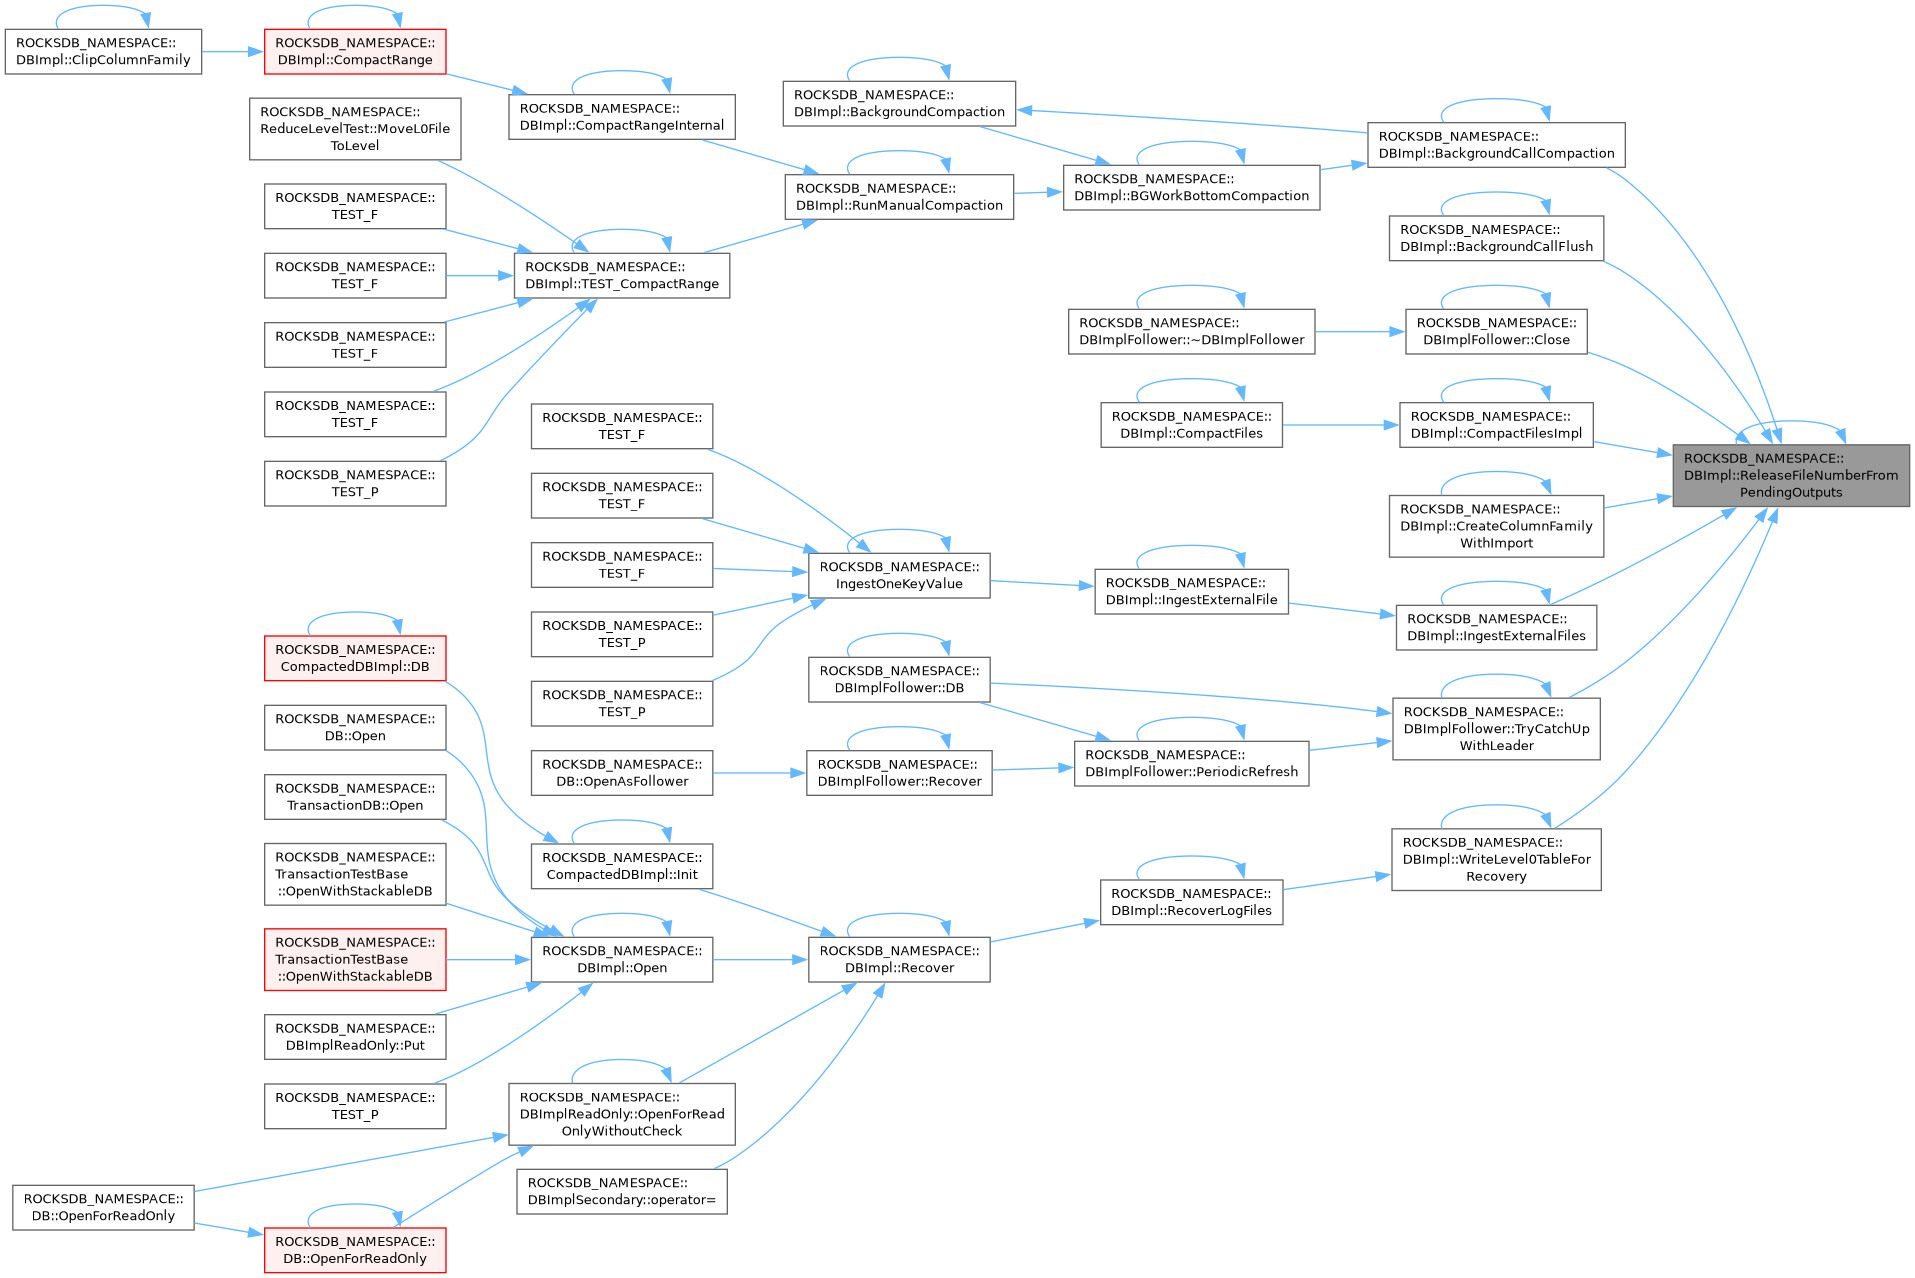 ROCKSDB_NAMESPACE::
DBImpl::ClipColumnFamily
ROCKSDB_NAMESPACE::
DBImpl::CompactRange
ROCKSDB_NAMESPACE::
ReduceLevelTest::MoveL0File
ToLevel
ROCKSDB_NAMESPACE::
TEST_F
ROCKSDB_NAMESPACE::
TEST_F
ROCKSDB_NAMESPACE::
TEST_F
ROCKSDB_NAMESPACE::
TEST_F
ROCKSDB_NAMESPACE::
TEST_P
ROCKSDB_NAMESPACE::
DBImpl::CompactRangeInternal
ROCKSDB_NAMESPACE::
DBImpl::TEST_CompactRange
ROCKSDB_NAMESPACE::
DBImpl::BackgroundCompaction
ROCKSDB_NAMESPACE::
DBImpl::RunManualCompaction
ROCKSDB_NAMESPACE::
DBImpl::BGWorkBottomCompaction
ROCKSDB_NAMESPACE::
DBImpl::BackgroundCallCompaction
ROCKSDB_NAMESPACE::
DBImpl::BackgroundCallFlush
ROCKSDB_NAMESPACE::
DBImplFollower::~DBImplFollower
ROCKSDB_NAMESPACE::
DBImplFollower::Close
ROCKSDB_NAMESPACE::
DBImpl::CompactFiles
ROCKSDB_NAMESPACE::
DBImpl::CompactFilesImpl
ROCKSDB_NAMESPACE::
DBImpl::ReleaseFileNumberFrom
PendingOutputs
ROCKSDB_NAMESPACE::
DBImpl::CreateColumnFamily
WithImport
ROCKSDB_NAMESPACE::
TEST_F
ROCKSDB_NAMESPACE::
TEST_F
ROCKSDB_NAMESPACE::
TEST_F
ROCKSDB_NAMESPACE::
TEST_P
ROCKSDB_NAMESPACE::
TEST_P
ROCKSDB_NAMESPACE::
IngestOneKeyValue
ROCKSDB_NAMESPACE::
DBImpl::IngestExternalFile
ROCKSDB_NAMESPACE::
DBImpl::IngestExternalFiles
ROCKSDB_NAMESPACE::
DBImplFollower::DB
ROCKSDB_NAMESPACE::
DBImplFollower::TryCatchUp
WithLeader
ROCKSDB_NAMESPACE::
DBImplFollower::PeriodicRefresh
ROCKSDB_NAMESPACE::
DBImplFollower::Recover
ROCKSDB_NAMESPACE::
DB::OpenAsFollower
ROCKSDB_NAMESPACE::
CompactedDBImpl::DB
ROCKSDB_NAMESPACE::
DB::Open
ROCKSDB_NAMESPACE::
TransactionDB::Open
ROCKSDB_NAMESPACE::
TransactionTestBase
::OpenWithStackableDB
ROCKSDB_NAMESPACE::
TransactionTestBase
::OpenWithStackableDB
ROCKSDB_NAMESPACE::
DBImplReadOnly::Put
ROCKSDB_NAMESPACE::
TEST_P
ROCKSDB_NAMESPACE::
CompactedDBImpl::Init
ROCKSDB_NAMESPACE::
DBImpl::Open
ROCKSDB_NAMESPACE::
DBImpl::Recover
ROCKSDB_NAMESPACE::
DBImpl::RecoverLogFiles
ROCKSDB_NAMESPACE::
DBImpl::WriteLevel0TableFor
Recovery
ROCKSDB_NAMESPACE::
DBImplReadOnly::OpenForRead
OnlyWithoutCheck
ROCKSDB_NAMESPACE::
DBImplSecondary::operator=
ROCKSDB_NAMESPACE::
DB::OpenForReadOnly
ROCKSDB_NAMESPACE::
DB::OpenForReadOnly